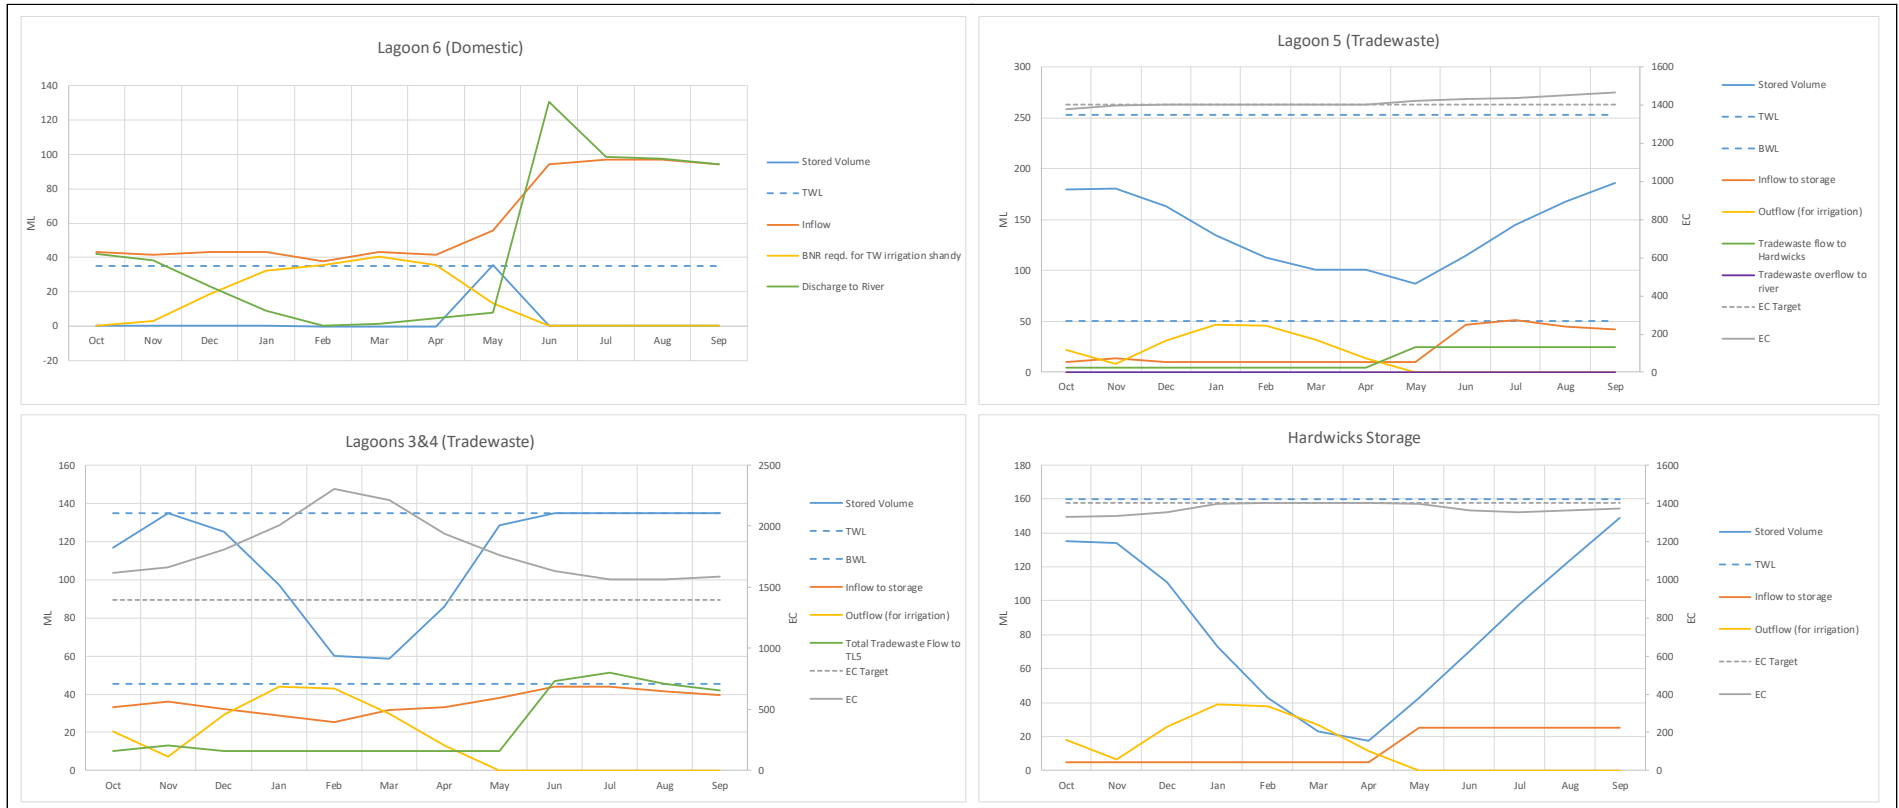 Lagoon 6 (Domestic)
140
120
100
80
60
40
20
0
-20
ML
Oct Nov Dec Jan Feb Mar Apr May Jun Jul Aug Sep
Stored Volume
TWL
Inflow
BNR reqd. for TW irrigation shandy
Discharge to River
Lagoon 5 (Tradewaste)
300
250
200
150
100
50
0
ML
1600
1400
1200
1000
800
600
400
200
0
EC
Oct Nov Dec Jan Feb Mar Apr May Jun Jul Aug Sep
Stored Volume
TWL
BWL
Inflow to storage
Outflow (for irrigation)
Tradewaste flow to
Hardwicks
Tradewaste overflow to
river
EC Target
EC
Lagoons 3&4 (Tradewaste)
160
140
120
100
80
60
40
20
0
ML
2500
2000
1500
1000
500
0
EC
Oct Nov Dec Jan Feb Mar Apr May Jun Jul Aug Sep
Stored Volume
TWL
BWL
Inflow to storage
Outflow (for irrigation)
Total Tradewaste Flow to
TL5
EC Target
EC
Hardwicks Storage
180
160
140
120
100
80
60
40
20
0
ML
1600
1400
1200
1000
800
600
400
200
0
EC
Oct Nov Dec Jan Feb Mar Apr May Jun Jul Aug Sep
Stored Volume
TWL
Inflow to storage
Outflow (for irrigation)
EC Target
EC